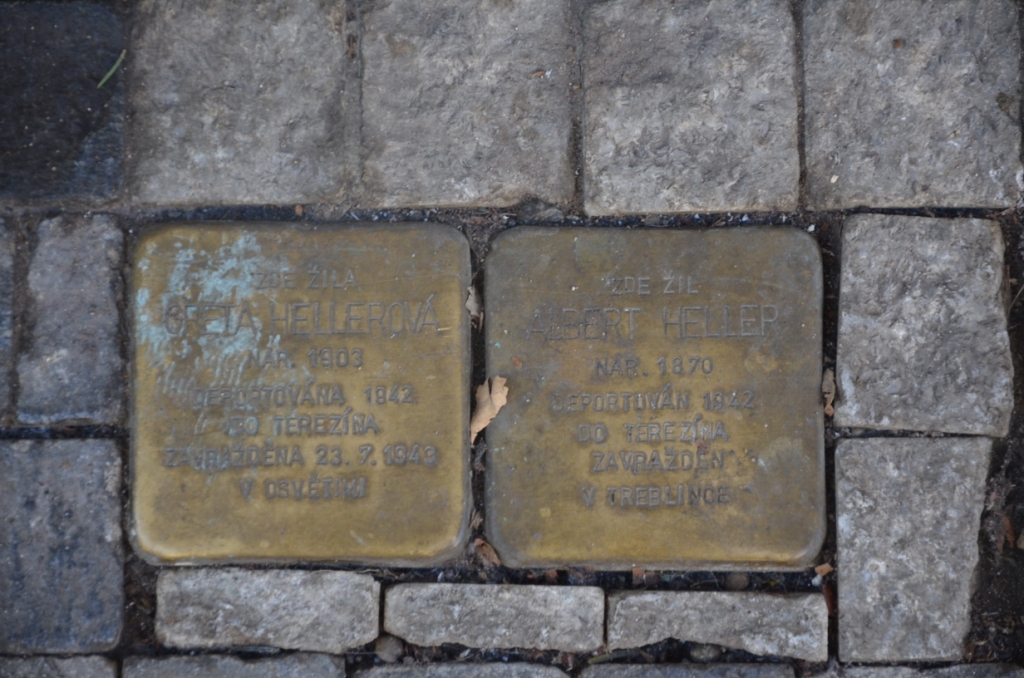 ZDE ŽILA
GRETA HELLEROVÁ
NAR. 1903
DEPORTOVÁNA 1942
DO TEREZÍNA
ZAVRAŽDĚNA 23. 7. 1943
V OSVĚTIMI
ZDE ŽIL
ALBERT HELLER
NAR. 1870
DEPORTOVÁN 1942
DO TEREZÍNA
ZAVRAŽDĚN
V TREBLINCE